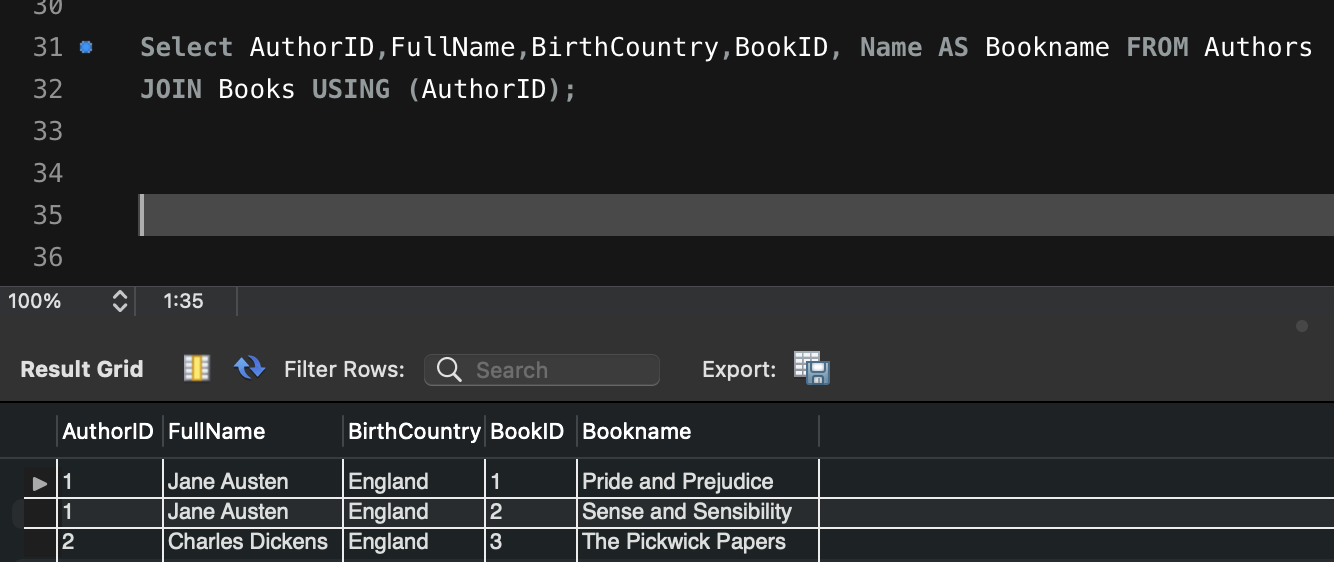 30
31 Select AuthorID,FullName,BirthCountry,BookID, Name AS Bookname FROM Authors
32 JOIN Books USING (AuthorID);
33
34
35
36
100% 1:35
Result Grid Filter Rows: Search Export:
AuthorID FullName BirthCountry BookID Bookname
1 Jane Austen England 1 Pride and Prejudice
1 Jane Austen England 2 Sense and Sensibility
2 Charles Dickens England 3 The Pickwick Papers